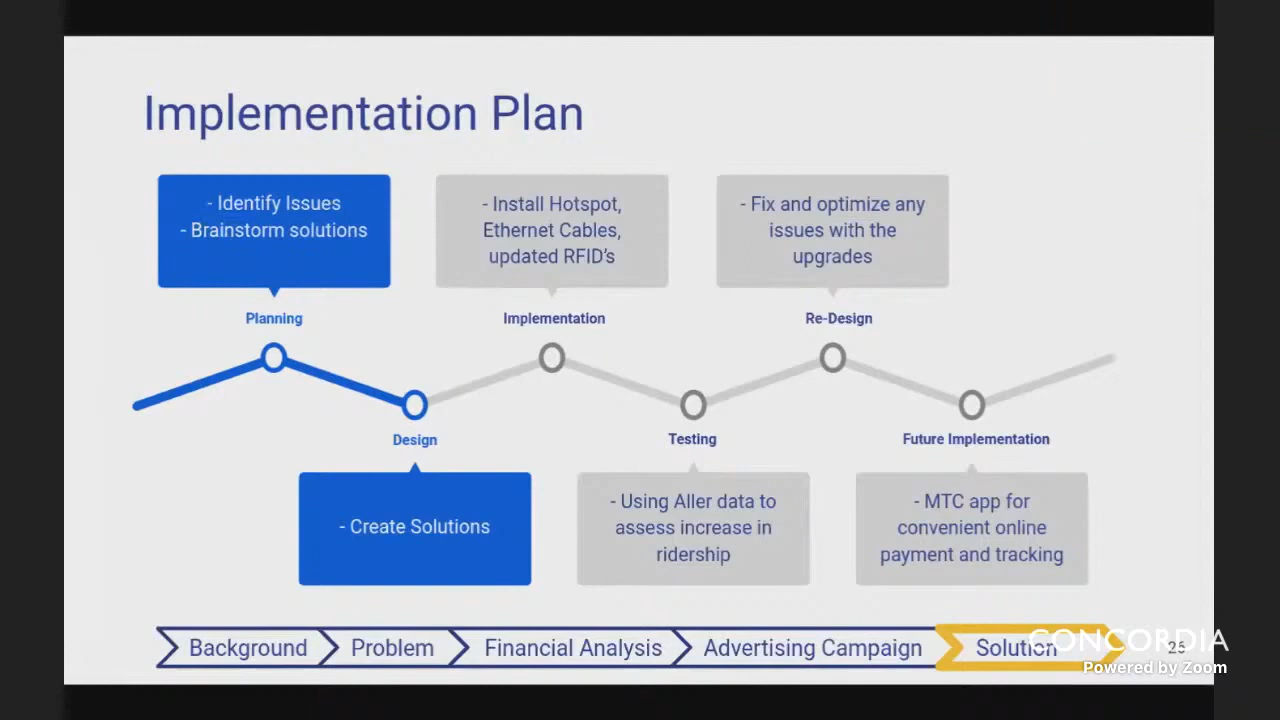 Implementation Plan
- Identify Issues
- Brainstorm solutions
- Install Hotspot,
Ethernet Cables,
updated RFID's
- Fix and optimize any
issues with the
upgrades
Planning
Implementation
Re-Design
Design
Testing
Future Implementation
- Create Solutions
- Using Aller data to
assess increase in
ridership
- MTC app for
convenient online
payment and tracking
Background
Problem
Financial Analysis
Advertising Campaign
Solution
CONCORDIA
Powered by Zoom